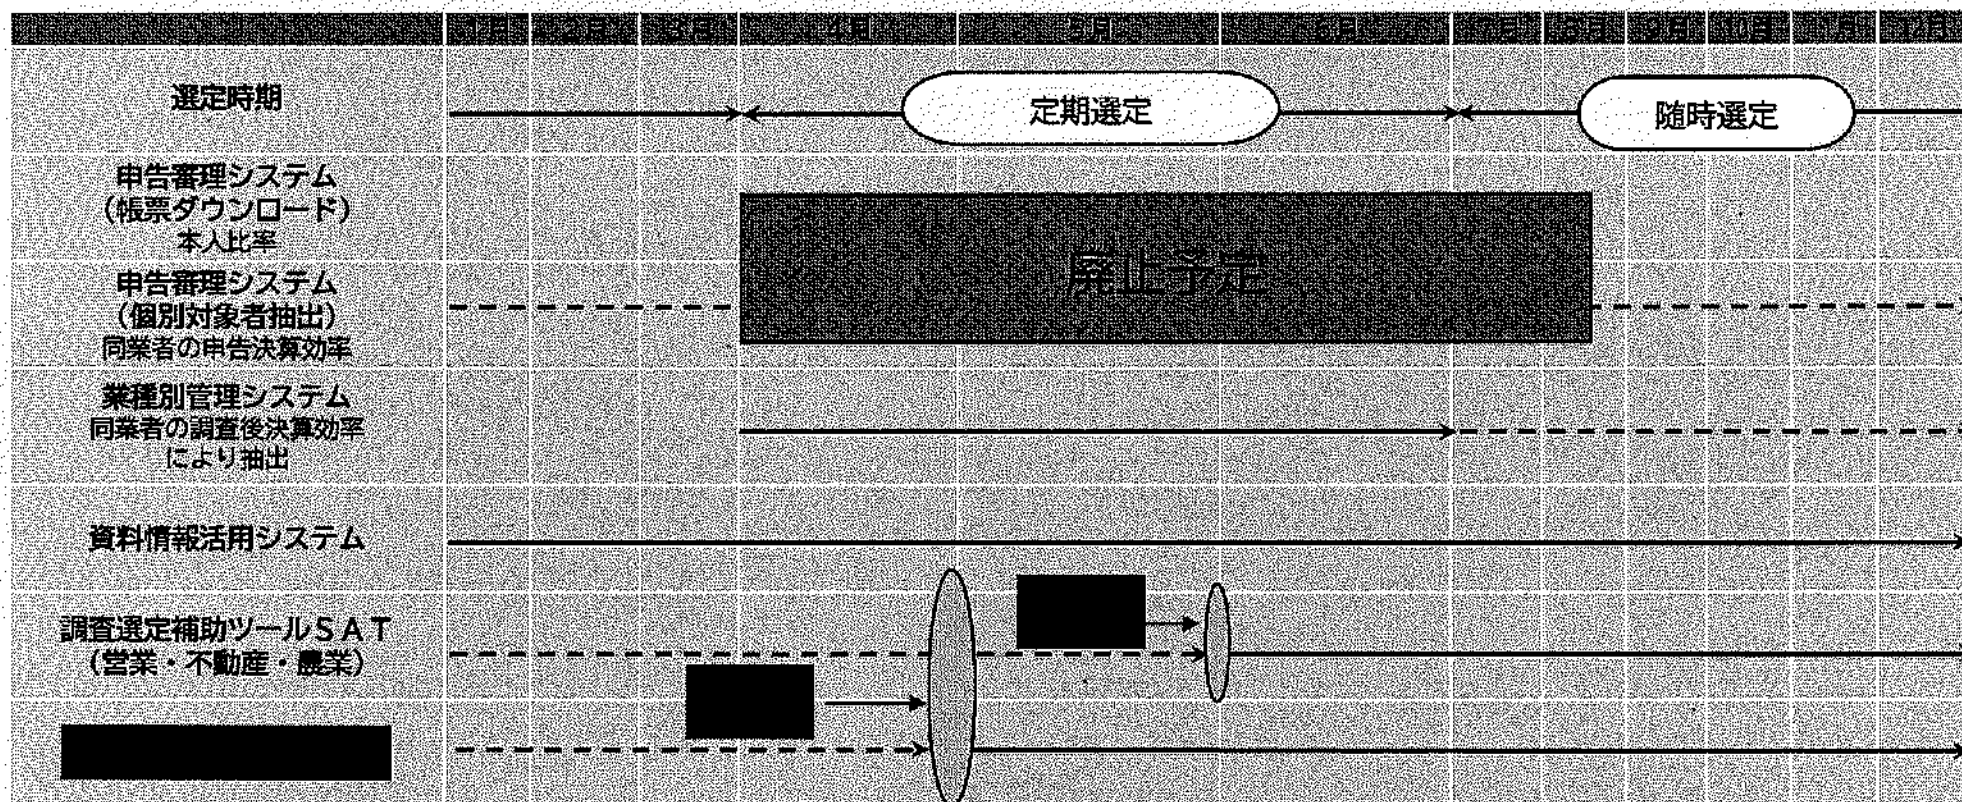 1月 2月 3月 4月 5月 6月 7月 8月 9月 10月 11月 12月
選定時期
定期選定
随時選定
申告審理システム
(帳票ダウンロード)
本人比率
廃止予定
申告審理システム
(個別対象者抽出)
同業者の申告決算効率
業種別管理システム
同業者の調査後決算効率
により抽出
資料情報活用システム
調査選定補助ツールSAT
(営業・不動産・農業)